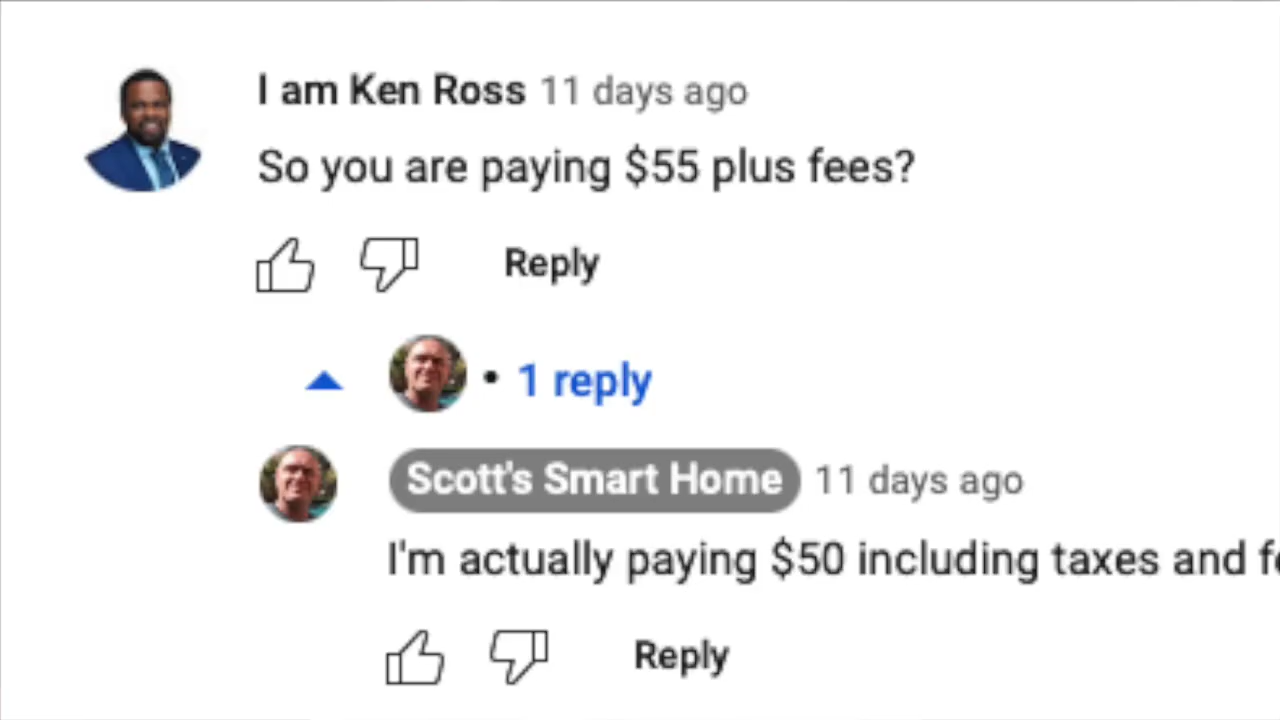 I am Ken Ross 11 days ago
So you are paying $55 plus fees?
Reply
• 1 reply
Scott's Smart Home 11 days ago
I'm actually paying $50 including taxes and
Reply